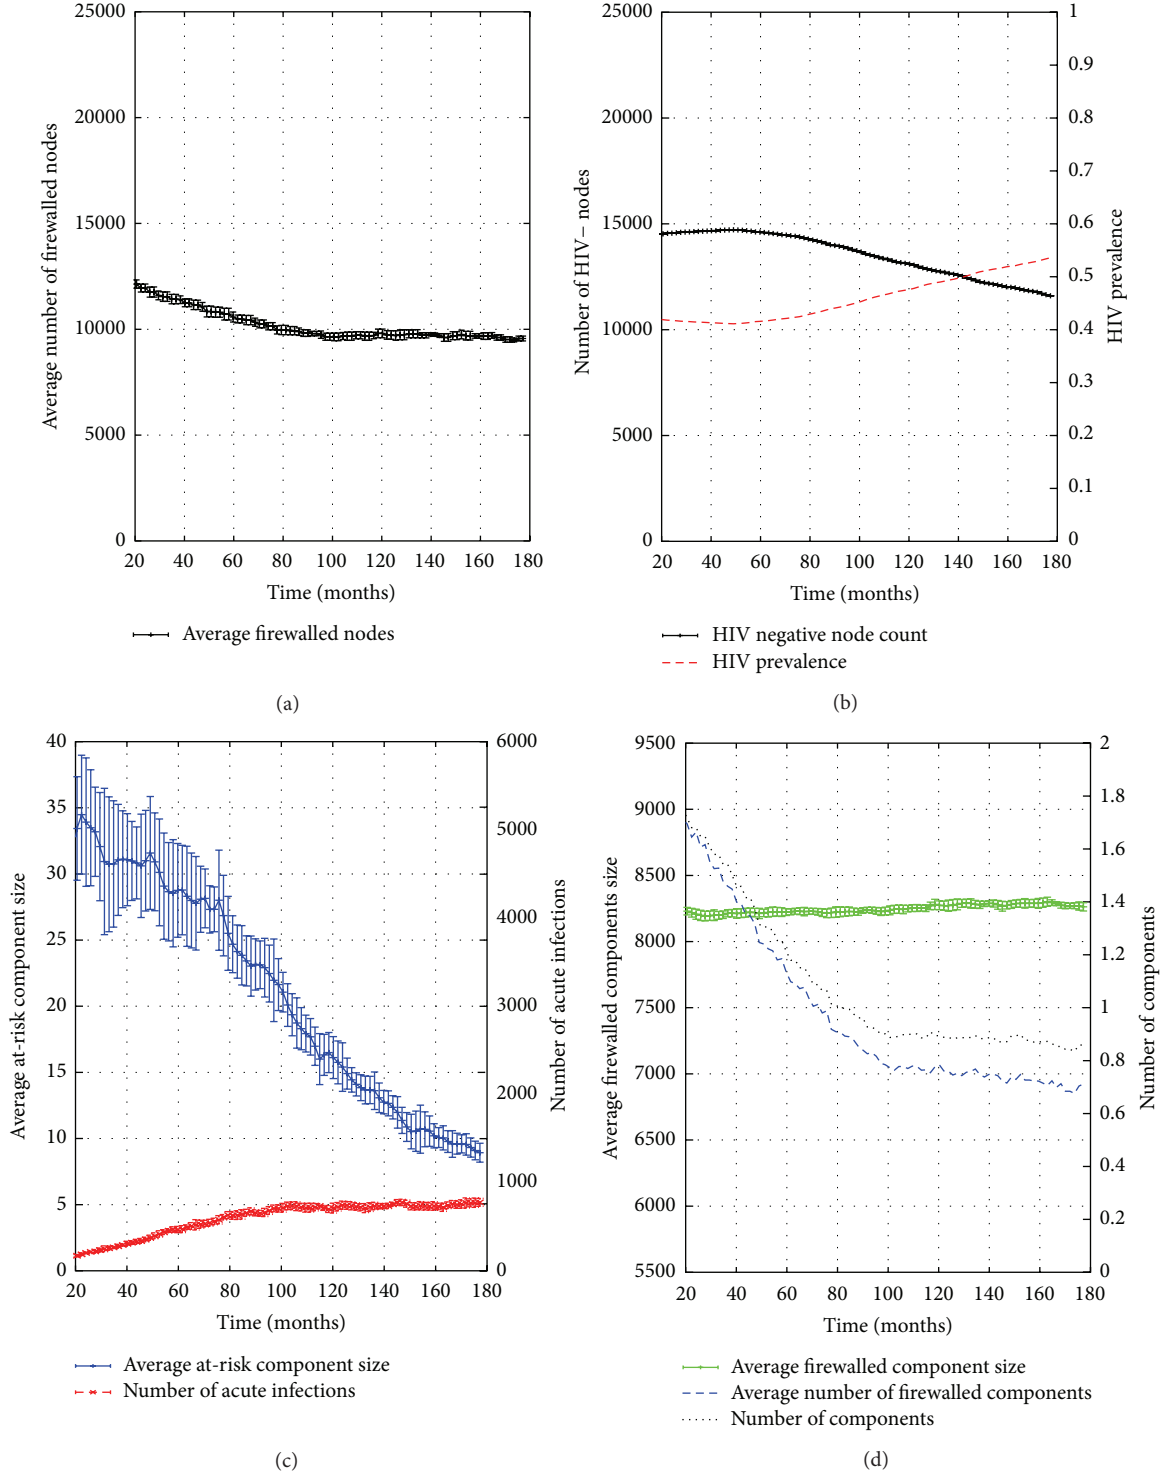 25000
20000
15000
10000
5000
0
Average number of firewalled nodes
20 40 60 80 100 120 140 160 180
Time (months)
Average firewalled nodes
(a)
25000
20000
15000
10000
5000
0
Number of HIV− nodes
1
0.9
0.8
0.7
0.6
0.5
0.4
0.3
0.2
0.1
0
HIV prevalence
20 40 60 80 100 120 140 160 180
Time (months)
HIV negative node count
HIV prevalence
(b)
40
35
30
25
20
15
10
5
0
Average at-risk component size
6000
5000
4000
3000
2000
1000
0
Number of acute infections
20 40 60 80 100 120 140 160 180
Time (months)
Average at-risk component size
Number of acute infections
(c)
9500
9000
8500
8000
7500
7000
6500
6000
5500
Average firewalled components size
2
1.8
1.6
1.4
1.2
1
0.8
0.6
0.4
0.2
0
Number of components
20 40 60 80 100 120 140 160 180
Time (months)
Average firewalled component size
Average number of firewalled components
Number of components
(d)